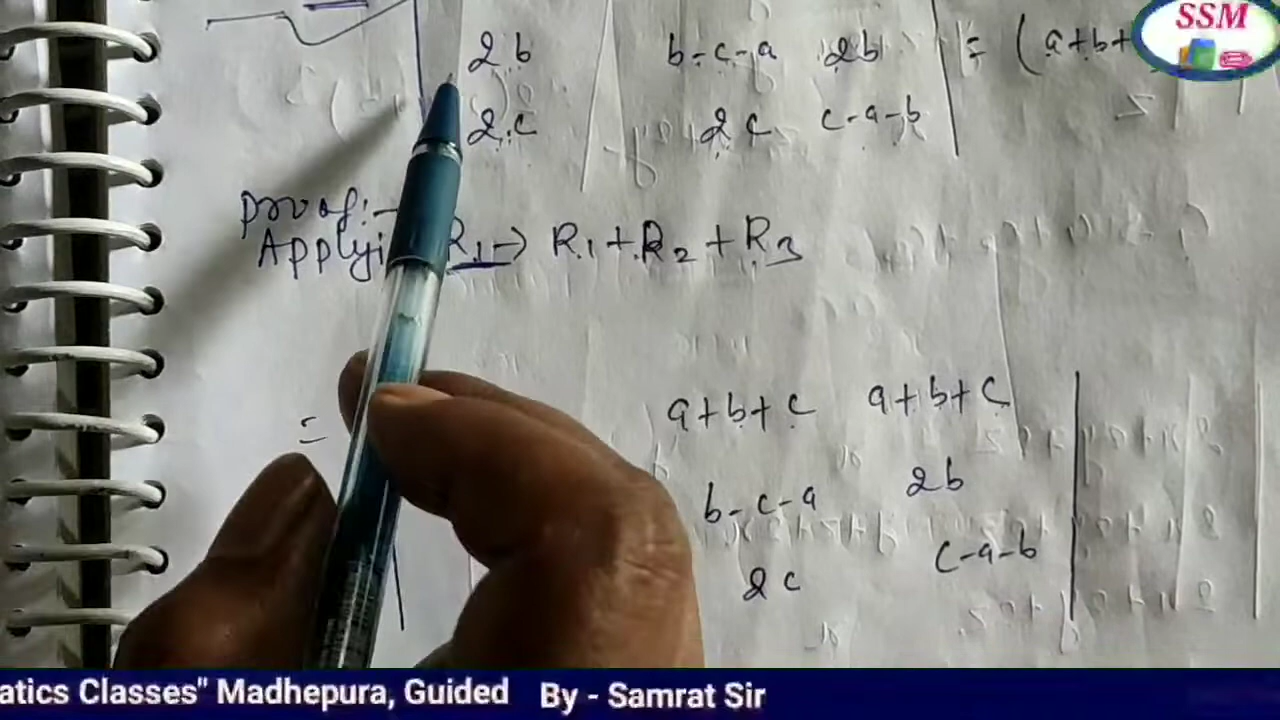 SSM
2b b-c-a 2b = (a+b+
2c 2c c-a-b
Proof:-
Applyi R1→ R1+R2+R3
a+b+c a+b+c
=
b-c-a 2b
2c c-a-b
atics Classes" Madhepura, Guided By - Samrat Sir